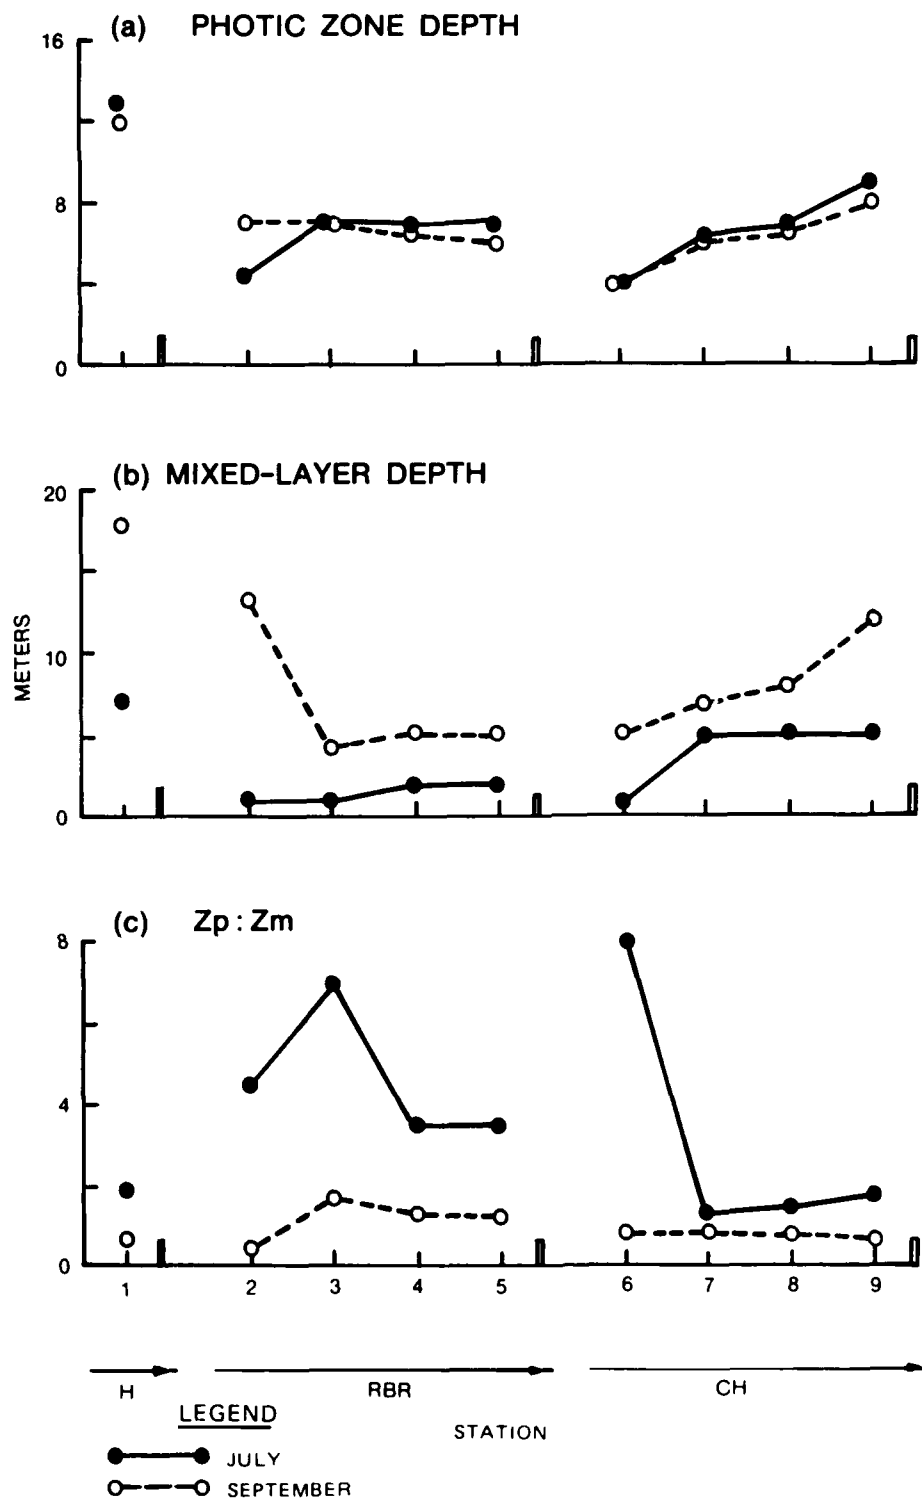 (a) PHOTIC ZONE DEPTH
16
8
0
(b) MIXED-LAYER DEPTH
20
10
0
METERS
(c) Zp : Zm
8
4
0
1 2 3 4 5 6 7 8 9
H RBR CH
LEGEND
STATION
JULY
SEPTEMBER